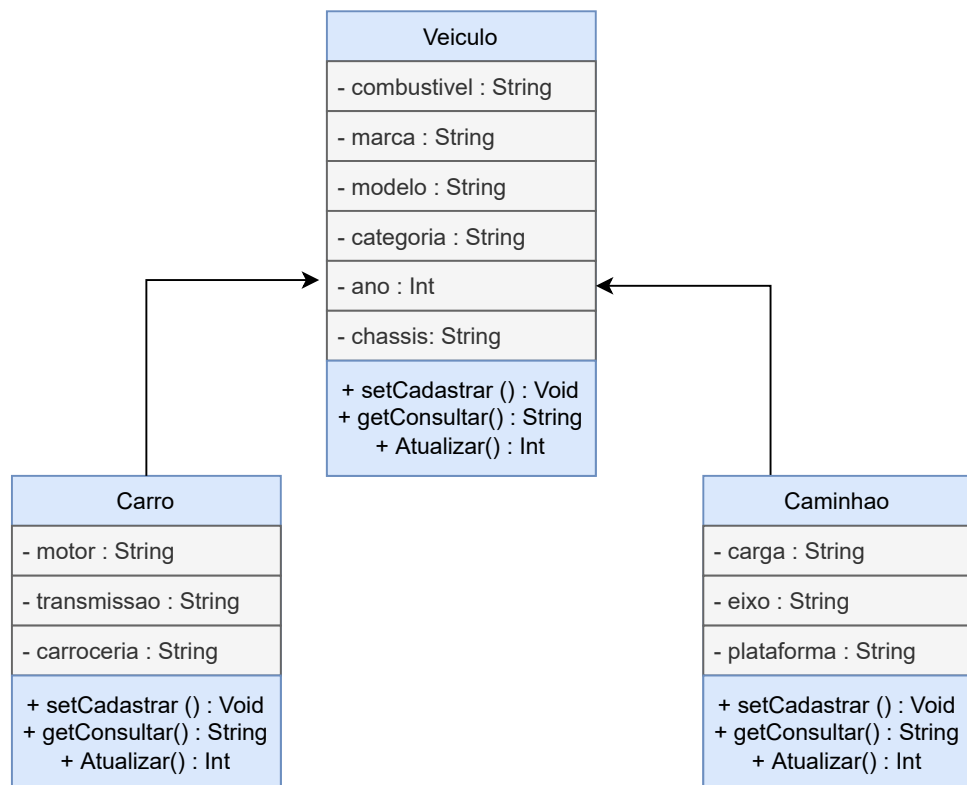 Veiculo
- combustivel : String
- marca : String
- modelo : String
- categoria : String
- ano : Int
- chassis: String
+ setCadastrar () : Void
+ getConsultar() : String
+ Atualizar() : Int
Carro
- motor : String
- transmissao : String
- carroceria : String
+ setCadastrar () : Void
+ getConsultar() : String
+ Atualizar() : Int
Caminhao
- carga : String
- eixo : String
- plataforma : String
+ setCadastrar () : Void
+ getConsultar() : String
+ Atualizar() : Int